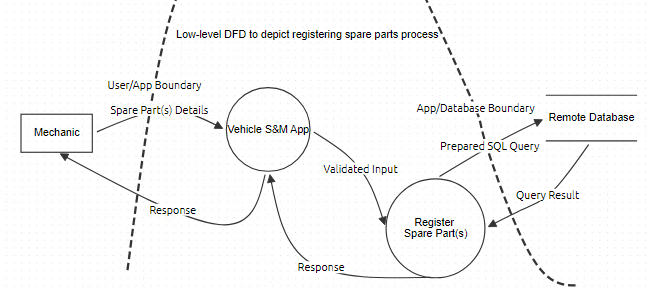 Low-level DFD to depict registering spare parts process
User/App Boundary
Spare Part(s) Details
Mechanic
Vehicle S&M App
App/Database Boundary
Remote Database
Prepared SQL Query
Validated Input
Query Result
Response
Register
Spare Part(s)
Response